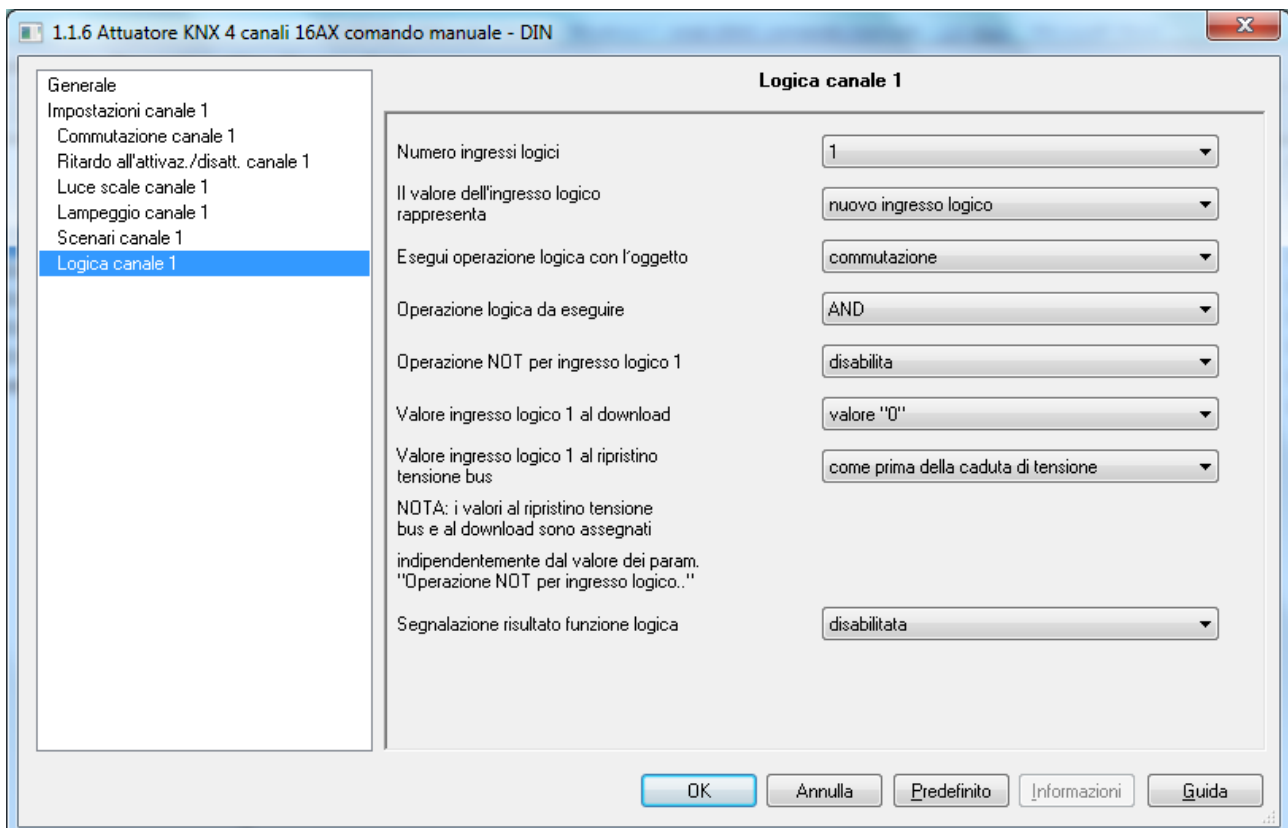 1.1.6 Attuatore KNX 4 canali 16AX comando manuale - DIN
Generale
Impostazioni canale 1
Commutazione canale 1
Ritardo all'attivaz./disatt. canale 1
Luce scale canale 1
Lampeggio canale 1
Scenari canale 1
Logica canale 1
Logica canale 1
Numero ingressi logici
1
Il valore dell'ingresso logico
rappresenta
nuovo ingresso logico
Esegui operazione logica con l'oggetto
commutazione
Operazione logica da eseguire
AND
Operazione NOT per ingresso logico 1
disabilita
Valore ingresso logico 1 al download
valore "0"
Valore ingresso logico 1 al ripristino
tensione bus
come prima della caduta di tensione
NOTA: i valori al ripristino tensione
bus e al download sono assegnati
indipendentemente dal valore dei param.
"Operazione NOT per ingresso logico.."
Segnalazione risultato funzione logica
disabilitata
OK
Annulla
Predefinito
Informazioni
Guida